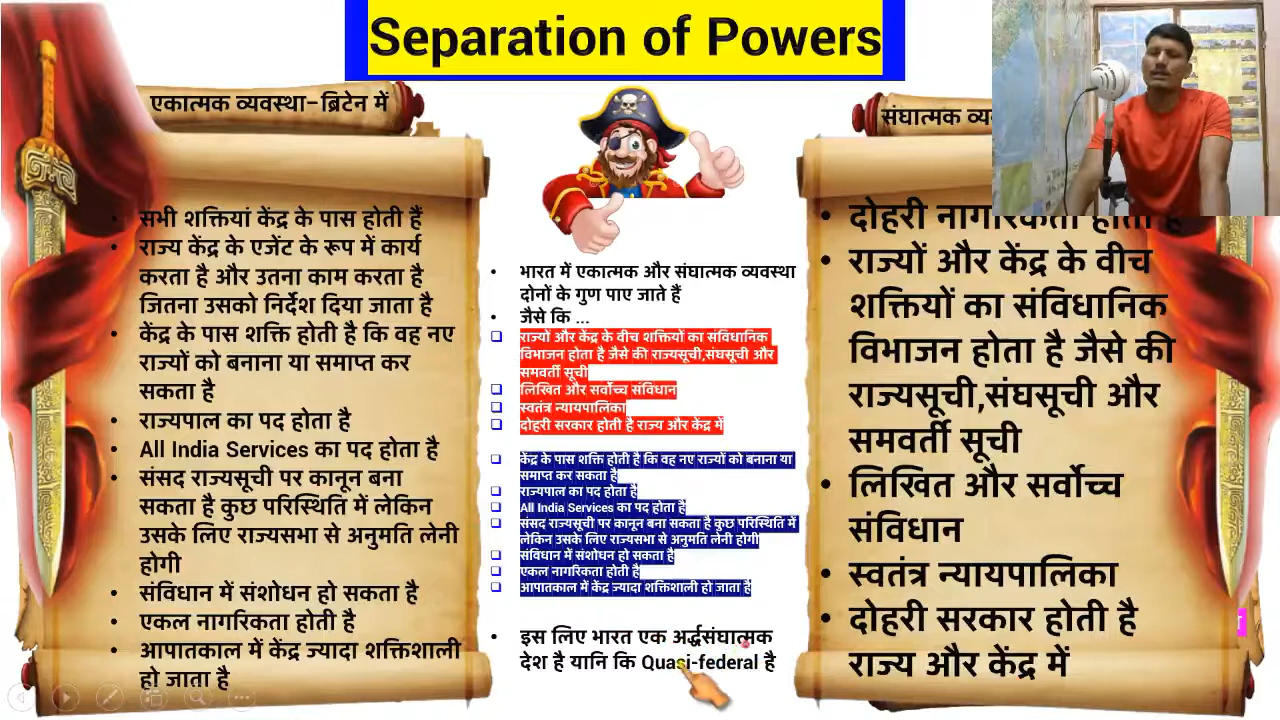 Separation of Powers
एकात्मक व्यवस्था-ब्रिटेन में
सभी शक्तियां केंद्र के पास होती हैं
राज्य केंद्र के एजेंट के रूप में कार्य
करता है और उतना काम करता है
जितना उसको निर्देश दिया जाता है
केंद्र के पास शक्ति होती है कि वह नए
राज्यों को बनाना या समाप्त कर
सकता है
राज्यपाल का पद होता है
All India Services का पद होता है
संसद राज्यसूची पर कानून बना
सकता है कुछ परिस्थिति में लेकिन
उसके लिए राज्यसभा से अनुमति लेनी
होगी
संविधान में संशोधन हो सकता है
एकल नागरिकता होती है
आपातकाल में केंद्र ज्यादा शक्तिशाली
हो जाता है
भारत में एकात्मक और संघात्मक व्यवस्था
दोनों के गुण पाए जाते हैं
जैसे कि ...
राज्यों और केंद्र के वीच शक्तियों का संविधानिक
विभाजन होता है जैसे की राज्यसूची,संघसूची और
समवर्ती सूची
लिखित और सर्वोच्च संविधान
स्वतंत्र न्यायपालिका
दोहरी सरकार होती है राज्य और केंद्र में
केंद्र के पास शक्ति होती है कि वह नए राज्यों को बनाना या
समाप्त कर सकता है
राज्यपाल का पद होता है
All India Services का पद होता है
संसद राज्यसूची पर कानून बना सकता है कुछ परिस्थिति में
लेकिन उसके लिए राज्यसभा से अनुमति लेनी होगी
संविधान में संशोधन हो सकता है
एकल नागरिकता होती है
आपातकाल में केंद्र ज्यादा शक्तिशाली हो जाता है
इस लिए भारत एक अर्द्धसंघात्मक
देश है यानि कि Quasi-federal है
संघात्मक
दोहरी नागरिकता होता है
राज्यों और केंद्र के वीच
शक्तियों का संविधानिक
विभाजन होता है जैसे की
राज्यसूची,संघसूची और
समवर्ती सूची
लिखित और सर्वोच्च
संविधान
स्वतंत्र न्यायपालिका
दोहरी सरकार होती है
राज्य और केंद्र में